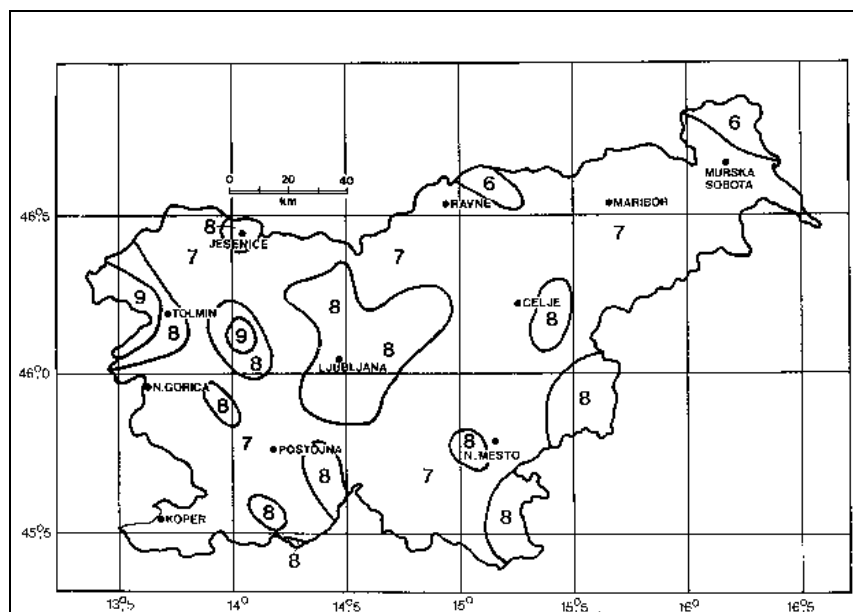 6
MURSKA
SOBOTA
0 20 40
km
6
RAVNE
MARIBOR
46°5
8
JESENICE
7
7
7
9
TOLMIN
8
8
CELJE
8
9
8
8
LJUBLJANA
8
46°0
N.GORICA
8
8
7
POSTOJNA
8
N.MESTO
8
7
8
8
KOPER
45°5
8
13°5 14° 14°5 15° 15°5 16° 16°5